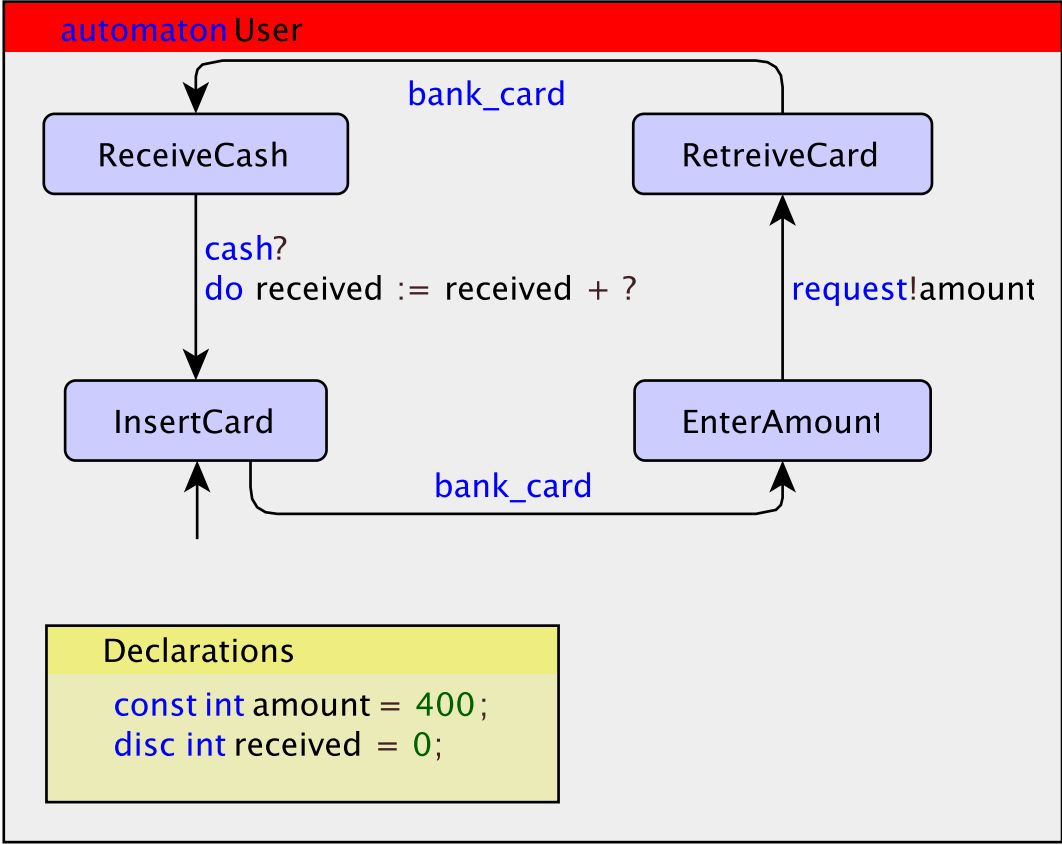 automaton User
bank_card
ReceiveCash
RetreiveCard
cash?
do received := received + ?
request!amount
InsertCard
EnterAmount
bank_card
Declarations
const int amount = 400;
disc int received = 0;